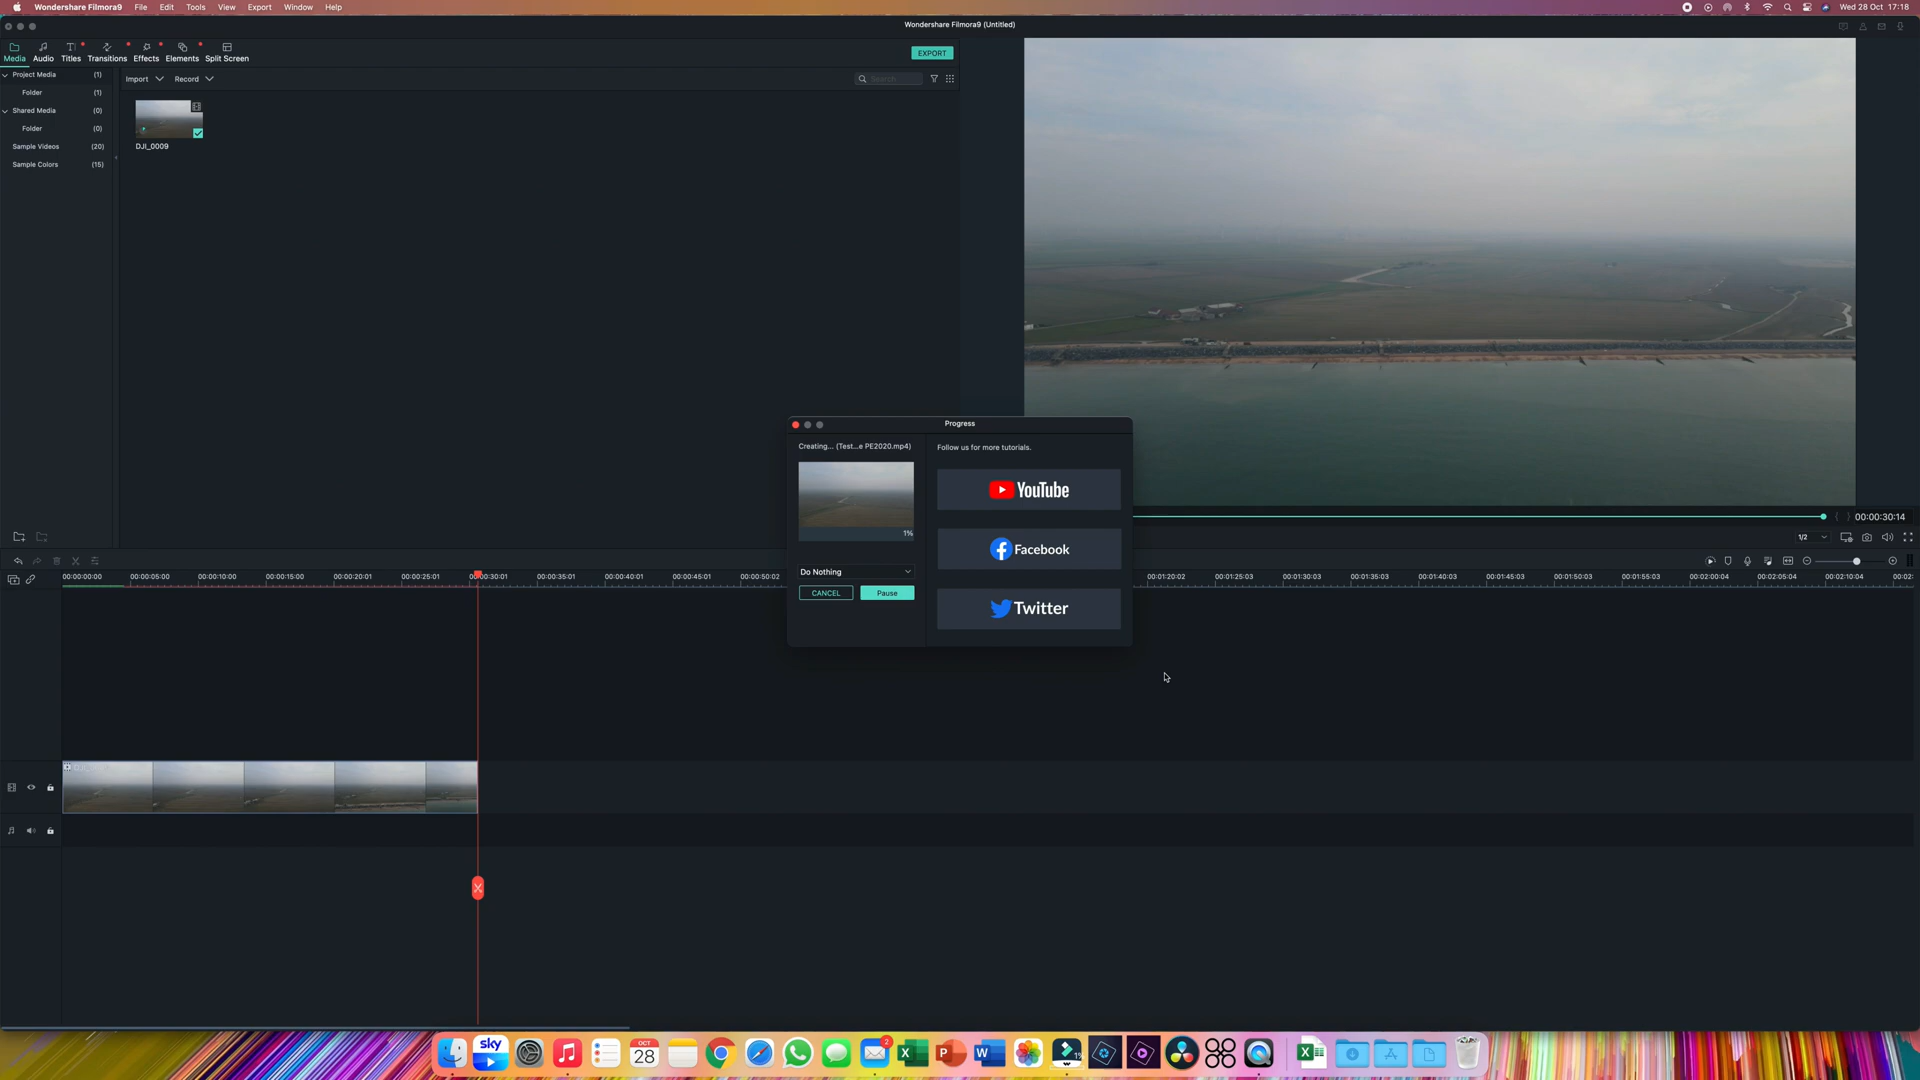 Wondershare Filmora9 File Edit Tools View Export Window Help
Wed 28 Oct 17:18
Wondershare Filmora9 (Untitled)
Media Audio Titles Transitions Effects Elements Split Screen
EXPORT
Project Media (1)
Folder (1)
Shared Media (0)
Folder (0)
Sample Videos (20)
Sample Colors (15)
Import Record
Search
DJI_0009
Progress
Creating... (Test...e PE2020.mp4)
1%
Do Nothing
CANCEL Pause
Follow us for more tutorials.
YouTube
Facebook
Twitter
00:00:30:14
1/2
00:00:00:00 00:00:05:00 00:00:10:00 00:00:15:00 00:00:20:01 00:00:25:01 00:00:30:01 00:00:35:01 00:00:40:01 00:00:45:01 00:00:50:02 00:01:20:02 00:01:25:03 00:01:30:03 00:01:35:03 00:01:40:03 00:01:45:03 00:01:50:03 00:01:55:03 00:02:00:04 00:02:05:04 00:02:10:04 00:02:
sky
OCT
28
2